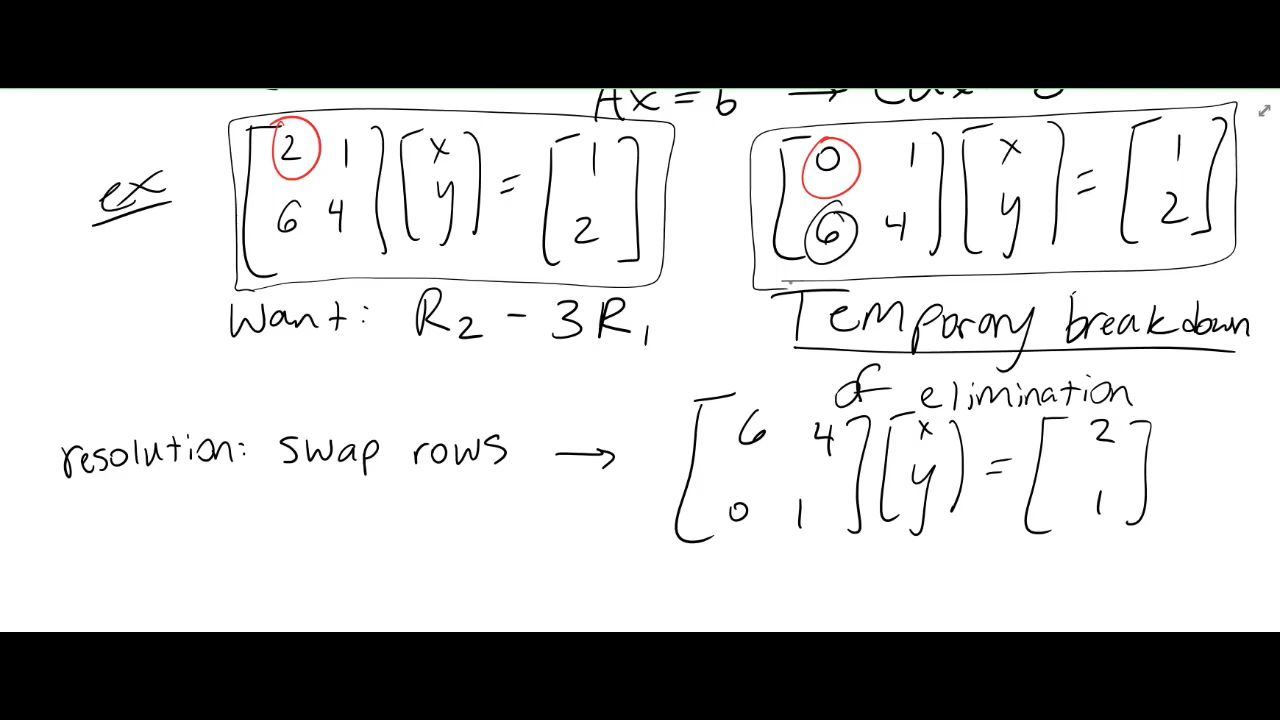 Ax = b →
ex [2 1; 6 4] [x; y] = [1; 2] [0 1; 6 4] [x; y] = [1; 2]
Want: R₂ - 3R₁
Temporary breakdown
of elimination
resolution: swap rows → [6 4; 0 1] [x; y] = [2; 1]